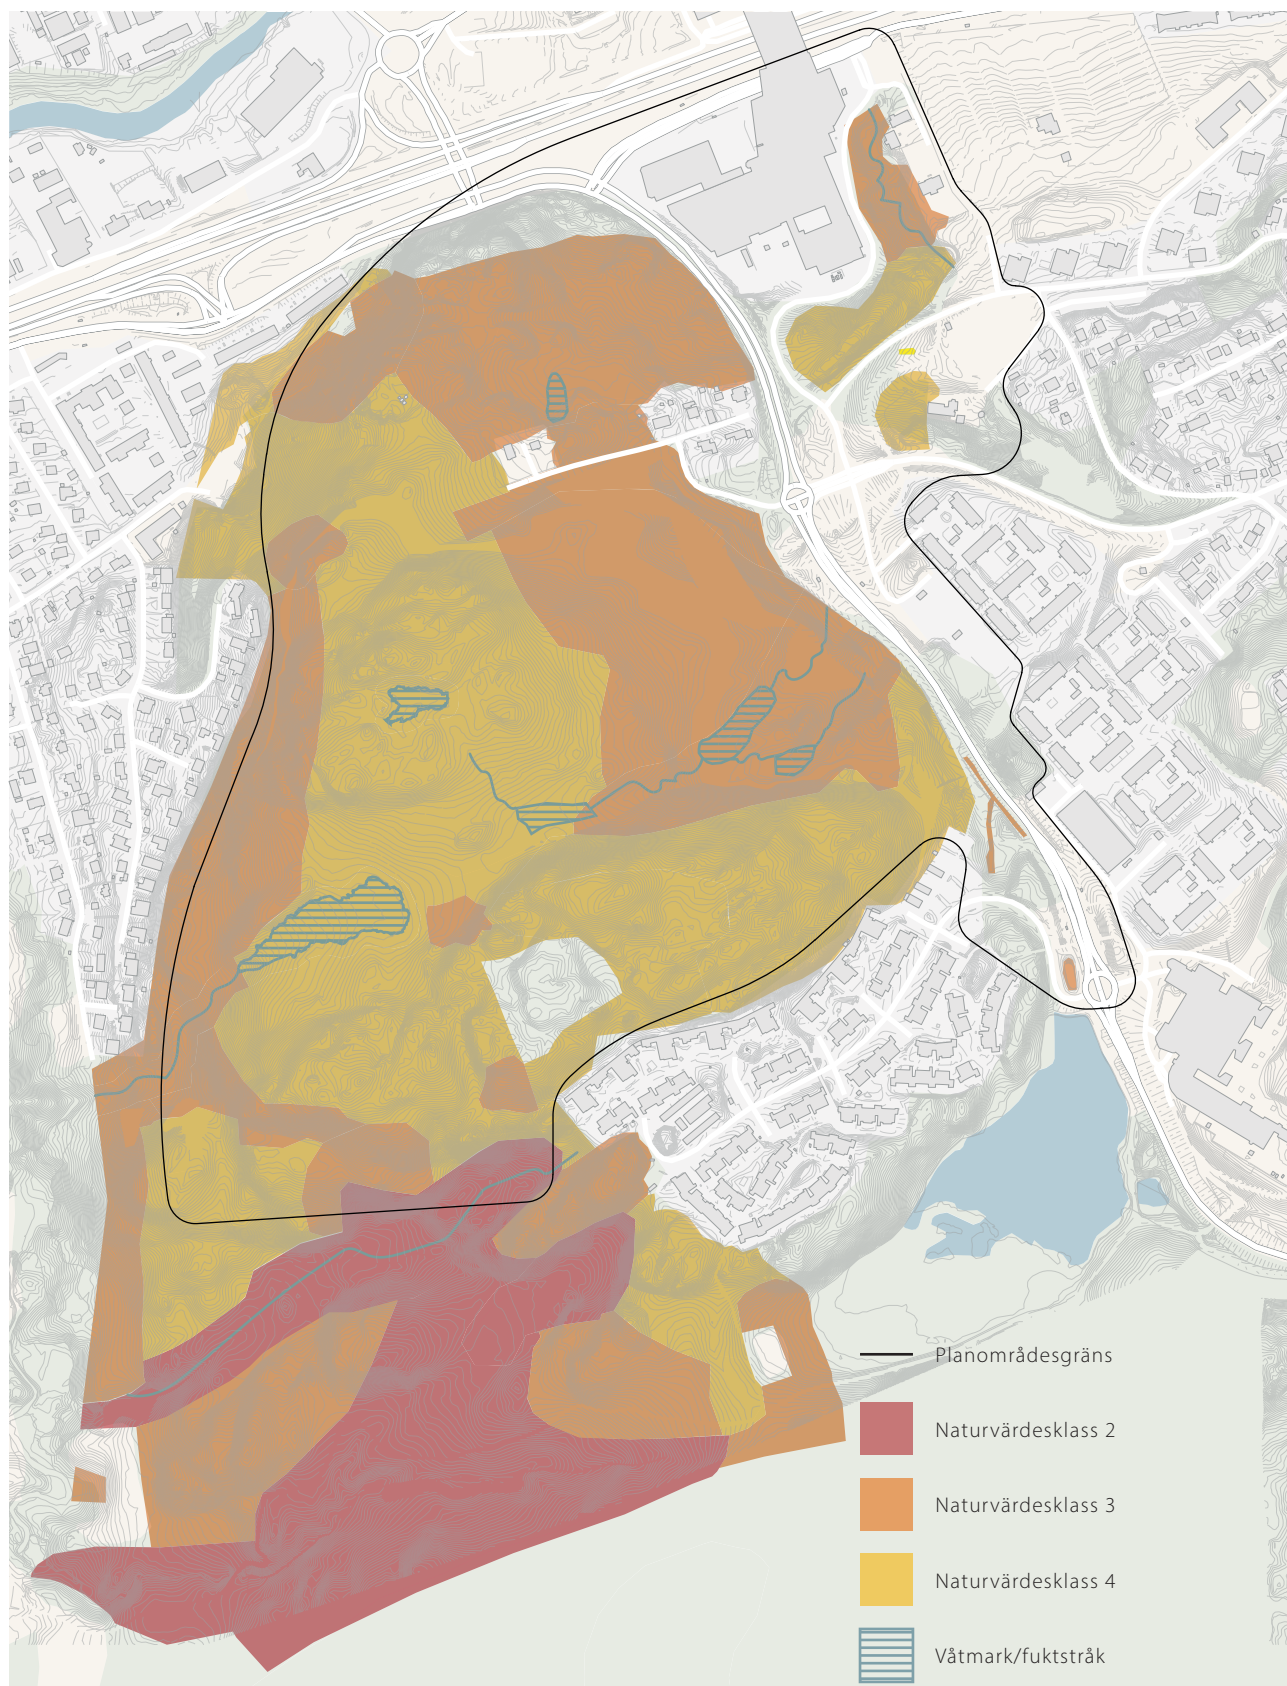 Planområdesgräns
Naturvärdesklass 2
Naturvärdesklass 3
Naturvärdesklass 4
Våtmark/fuktstråk